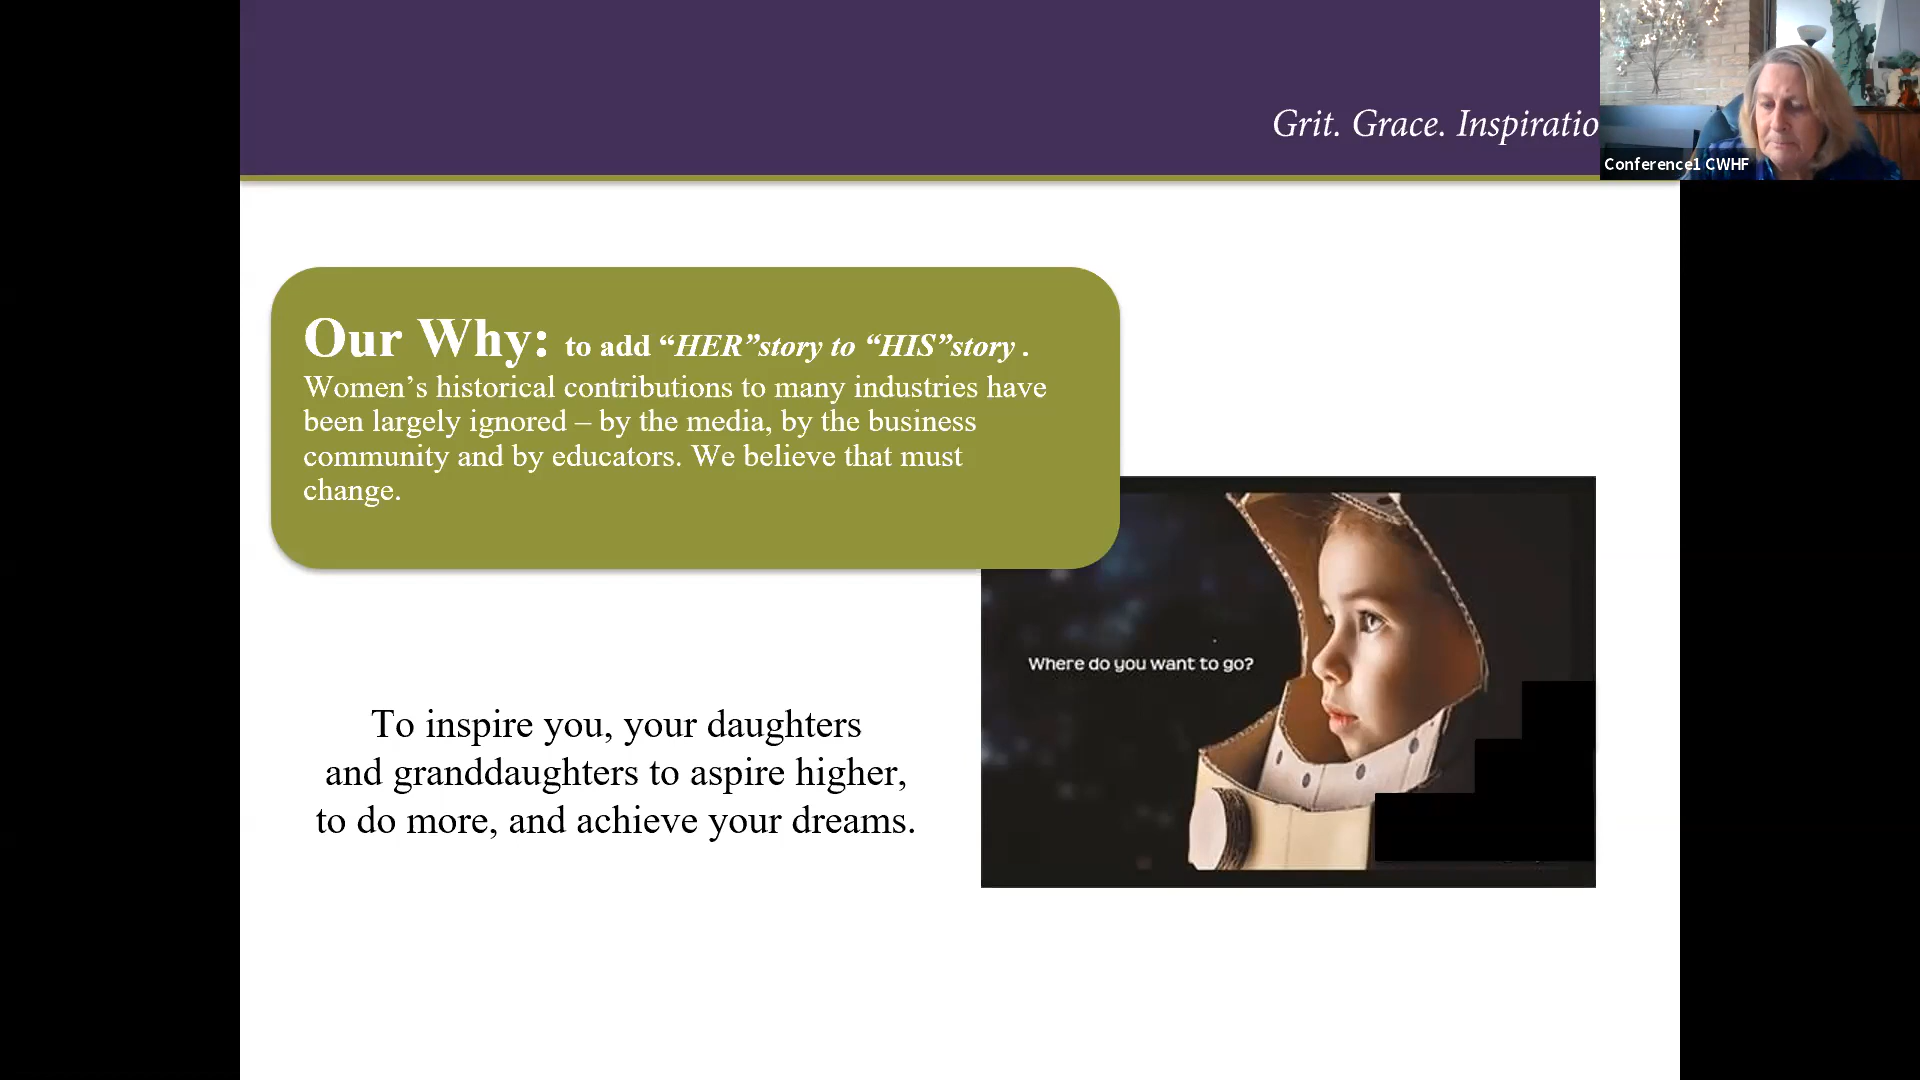 Grit. Grace. Inspiratio
Conference1 CWHF
Our Why: to add “HER”story to “HIS”story .
Women’s historical contributions to many industries have
been largely ignored – by the media, by the business
community and by educators. We believe that must
change.
Where do you want to go?
To inspire you, your daughters
and granddaughters to aspire higher,
to do more, and achieve your dreams.